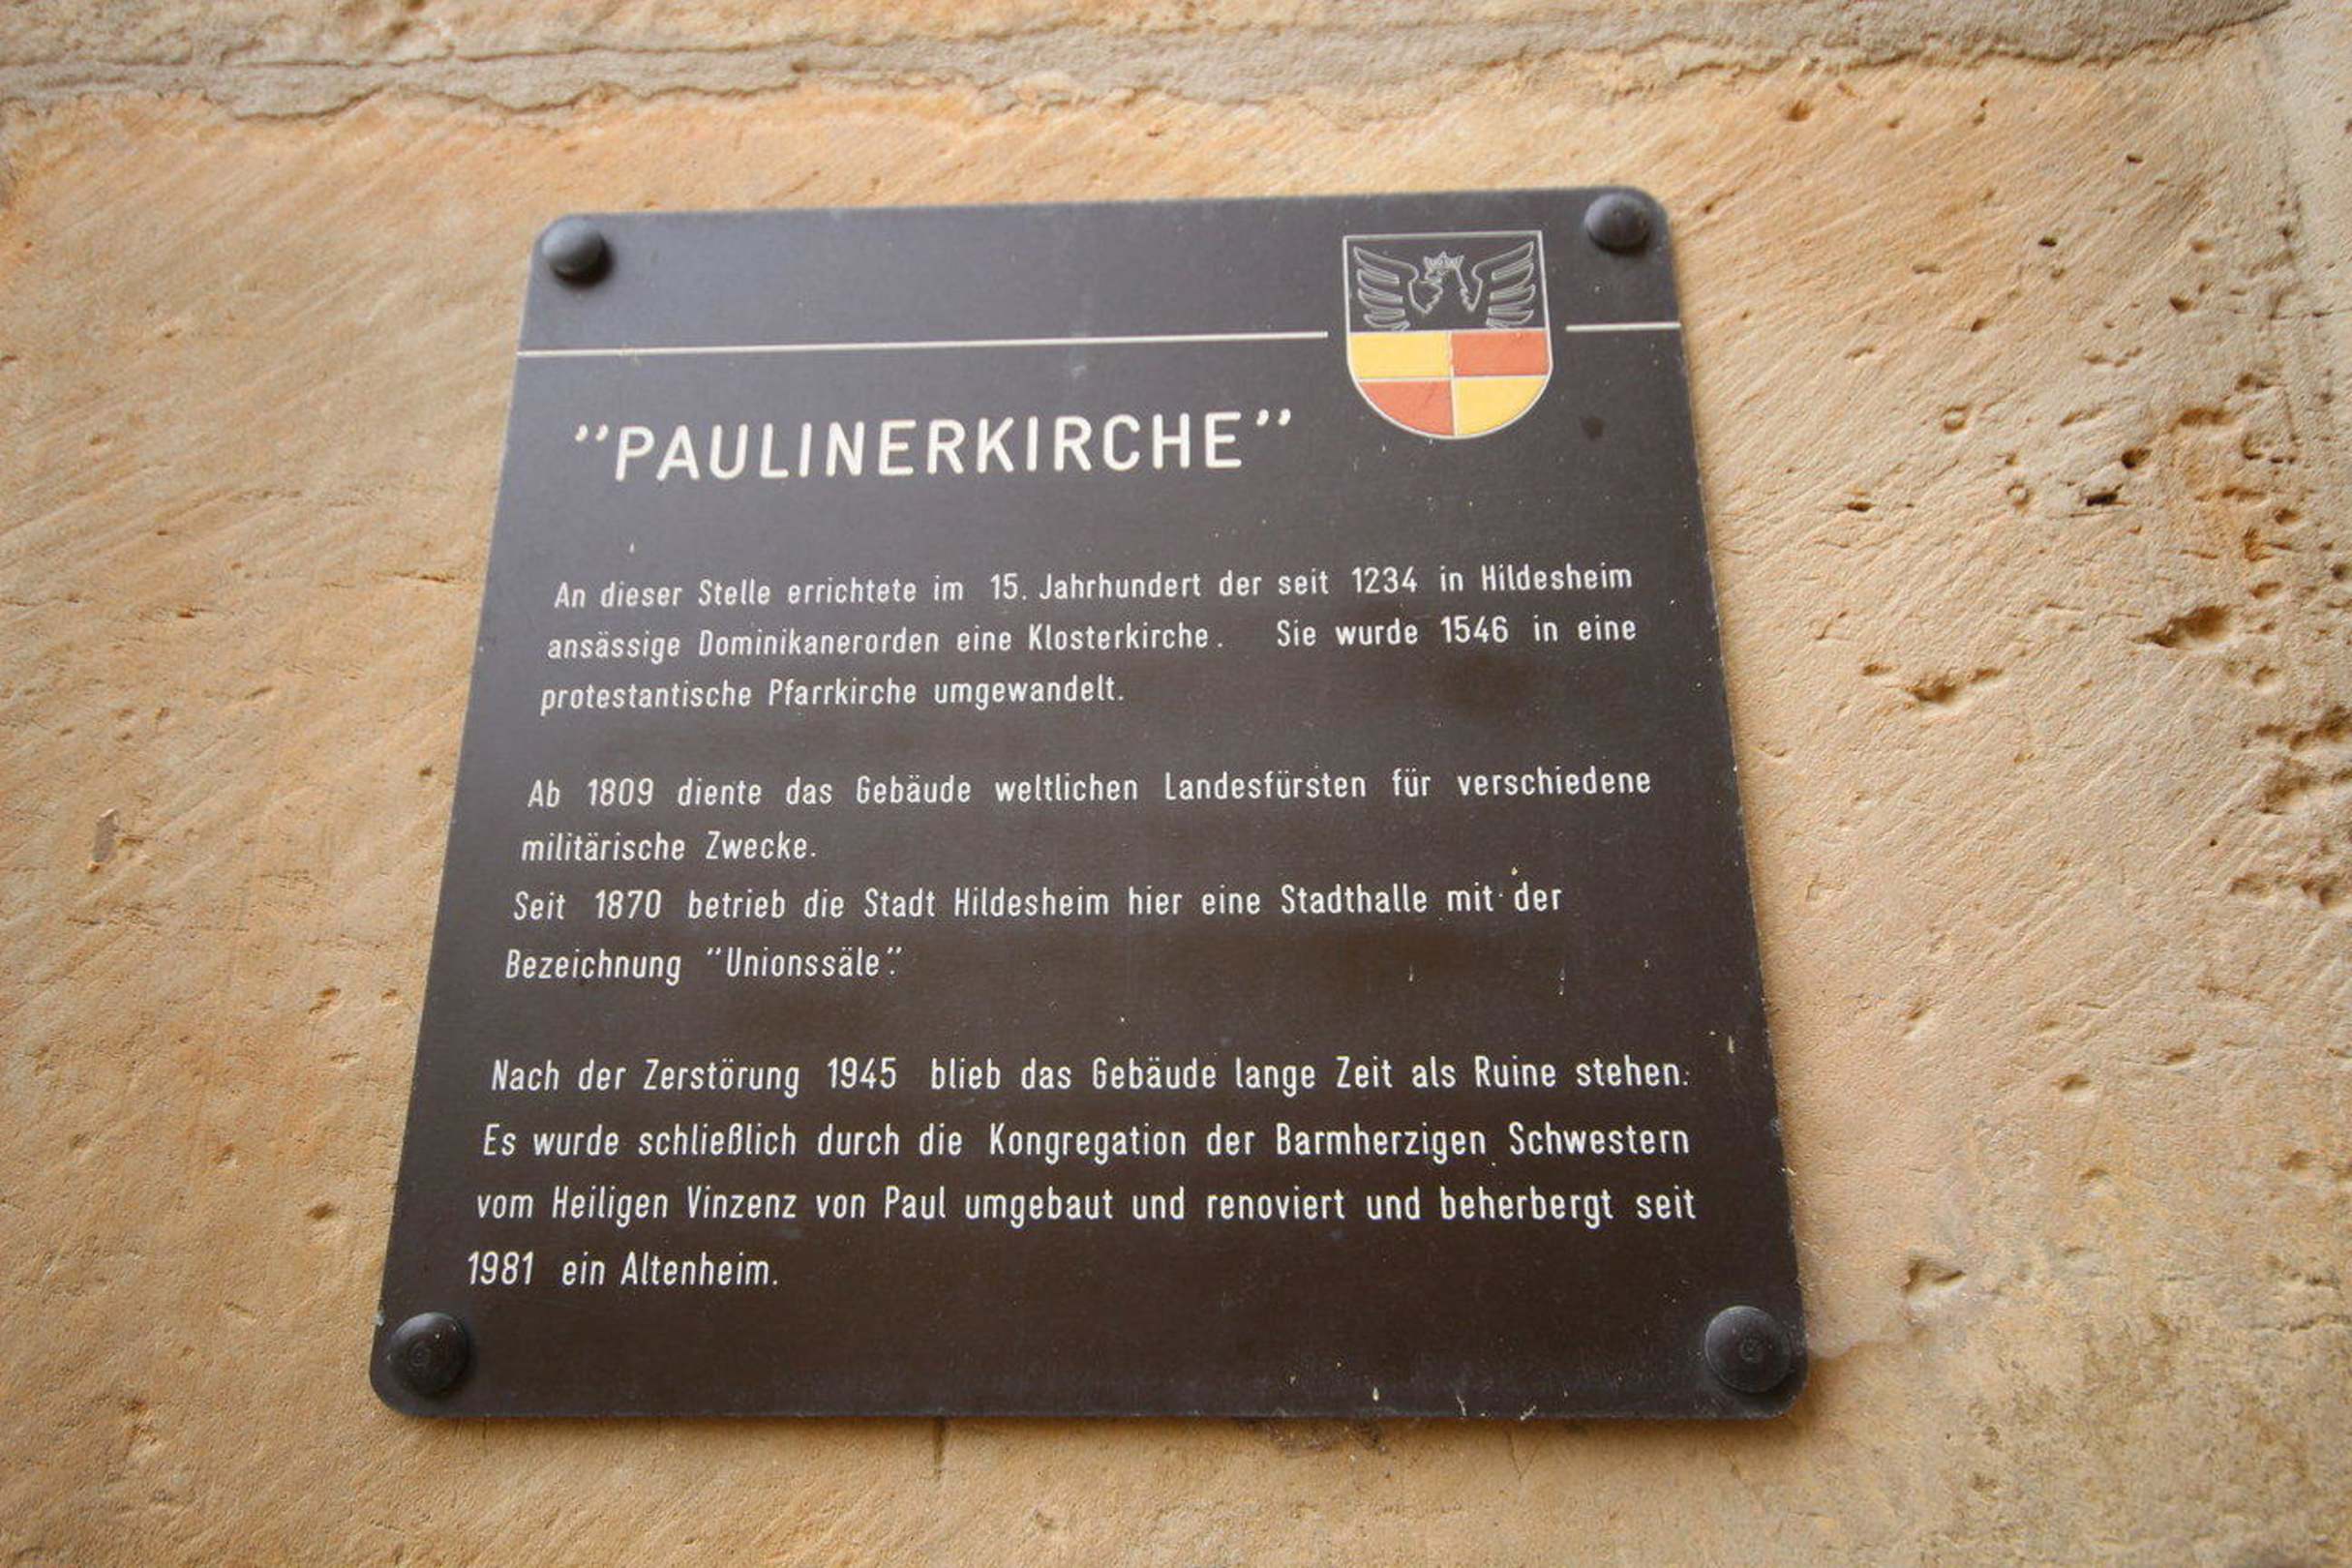 "PAULINERKIRCHE"
An dieser Stelle errichtete im 15. Jahrhundert der seit 1234 in Hildesheim
ansässige Dominikanerorden eine Klosterkirche. Sie wurde 1546 in eine
protestantische Pfarrkirche umgewandelt.
Ab 1809 diente das Gebäude weltlichen Landesfürsten für verschiedene
militärische Zwecke.
Seit 1870 betrieb die Stadt Hildesheim hier eine Stadthalle mit der
Bezeichnung "Unionssäle".
Nach der Zerstörung 1945 blieb das Gebäude lange Zeit als Ruine stehen.
Es wurde schließlich durch die Kongregation der Barmherzigen Schwestern
vom Heiligen Vinzenz von Paul umgebaut und renoviert und beherbergt seit
1981 ein Altenheim.